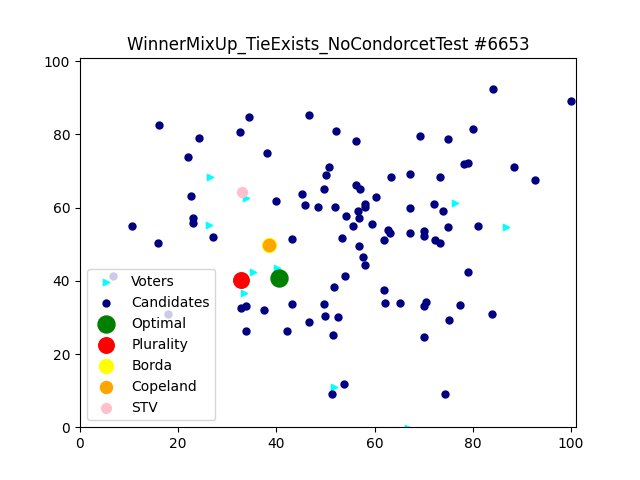 WinnerMixUp_TieExists_NoCondorcetTest #6653
100
80
60
40
20
0
0 20 40 60 80 100
Voters
Candidates
Optimal
Plurality
Borda
Copeland
STV